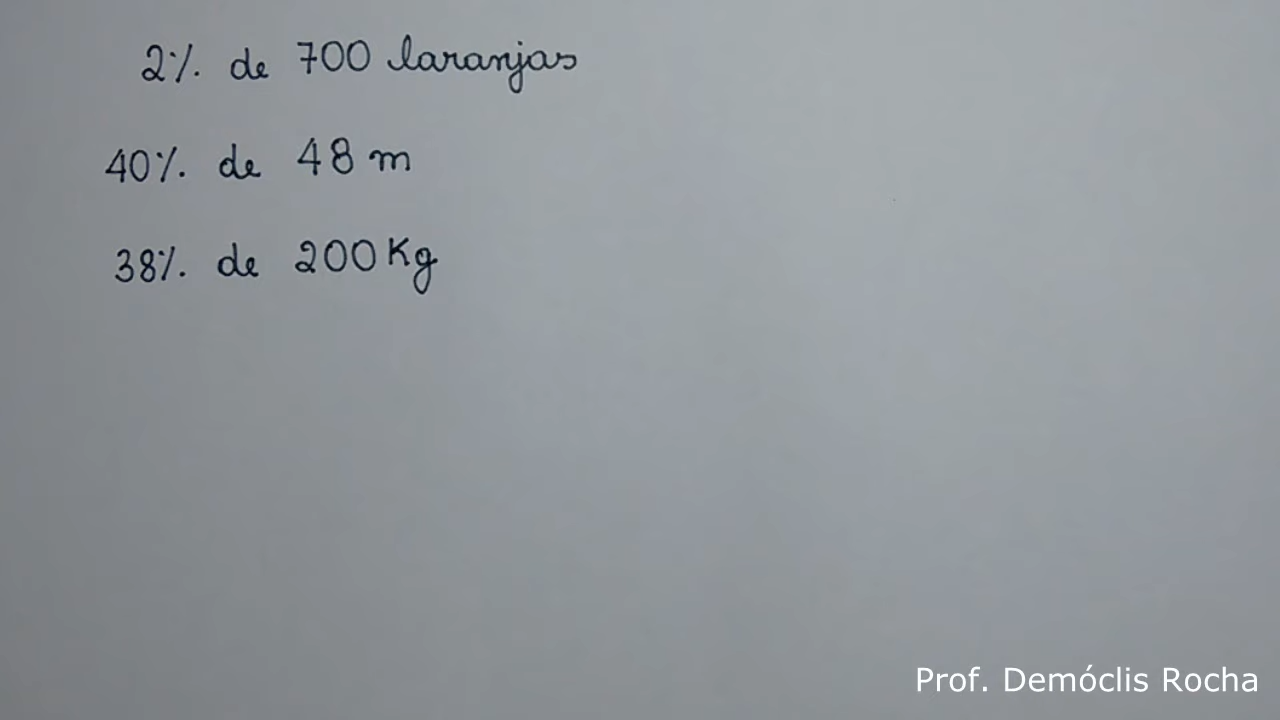 2% de 700 laranjas
40% de 48 m
38% de 200 Kg
Prof. Demóclis Rocha